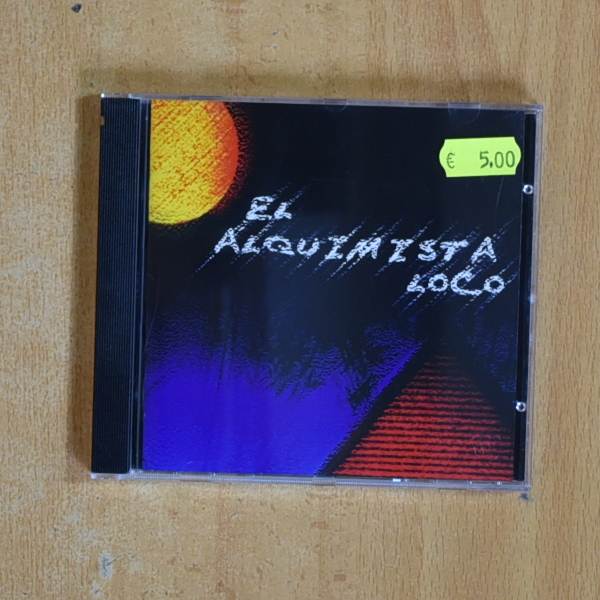 € 5,00
EL
ALQUIMISTA
LOCO